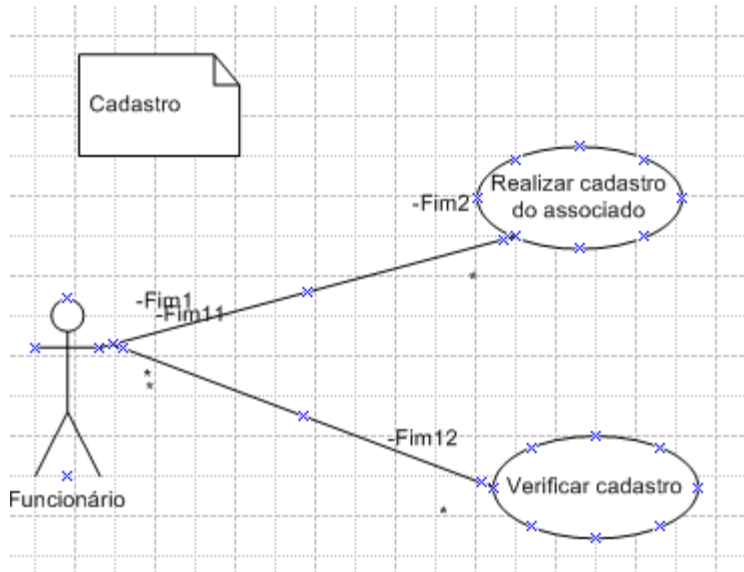 Cadastro
Realizar cadastro
do associado
-Fim2
*
-Fim1
-Fim11
*
*
-Fim12
Verificar cadastro
*
Funcionário